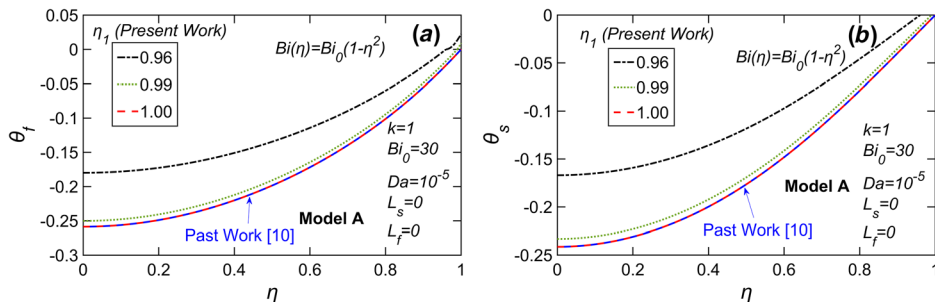 η1 (Present Work)
0.96
0.99
1.00
Bi(η)=Bi0(1-η2)
(a)
0.1
0.05
0
-0.05
-0.1
-0.15
-0.2
-0.25
-0.3
θf
k=1
Bi0=30
Da=10-5
Ls=0
Lf=0
Model A
Past Work [10]
0
0.2
0.4
0.6
0.8
1
η
η1 (Present Work)
0.96
0.99
1.00
Bi(η)=Bi0(1-η2)
(b)
0
-0.05
-0.1
-0.15
-0.2
-0.25
θs
k=1
Bi0=30
Da=10-5
Ls=0
Lf=0
Model A
Past Work [10]
0
0.2
0.4
0.6
0.8
1
η